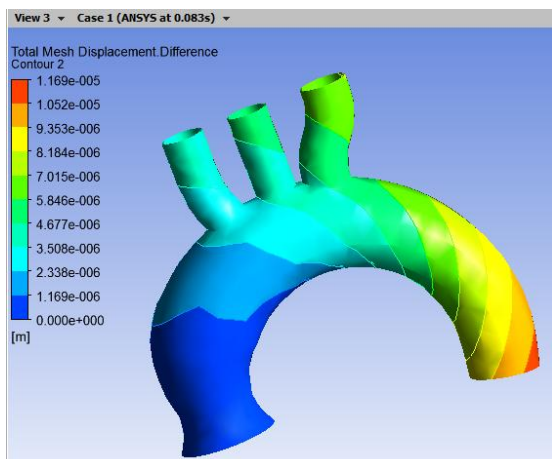 View 3 Case 1 (ANSYS at 0.083s)
Total Mesh Displacement.Difference
Contour 2
1.169e-005
1.052e-005
9.353e-006
8.184e-006
7.015e-006
5.846e-006
4.677e-006
3.508e-006
2.338e-006
1.169e-006
0.000e+000
[m]